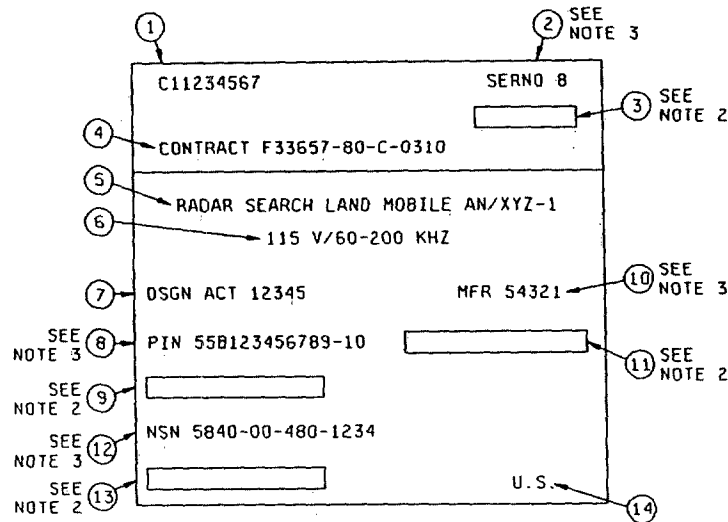 1
2 SEE
NOTE 3
C11234567 SERNO 8
3 SEE
NOTE 2
4
CONTRACT F33657-80-C-0310
5
RADAR SEARCH LAND MOBILE AN/XYZ-1
6
115 V/60-200 KHZ
7 DSGN ACT 12345 MFR 54321 10 SEE
NOTE 3
SEE
NOTE 3 8 PIN 55B123456789-10
11 SEE
NOTE 2
SEE
NOTE 2 9
SEE
NOTE 3 12 NSN 5840-00-480-1234
SEE
NOTE 2 13
U.S.
14